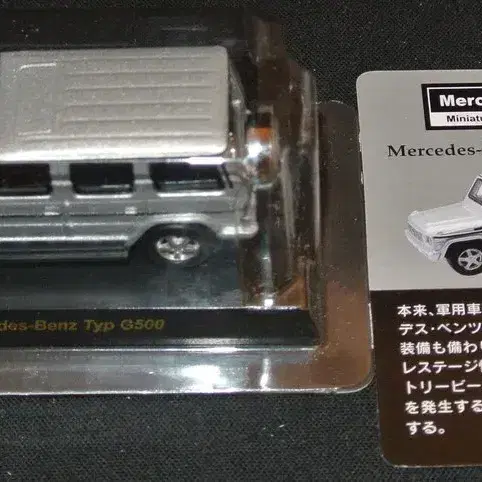 des-Benz Typ G500
Merc
Miniatu
Mercedes-
本来、軍用車
デス・ベンツ
装備も備わり
レステージ
トリービー
を発生する
する。